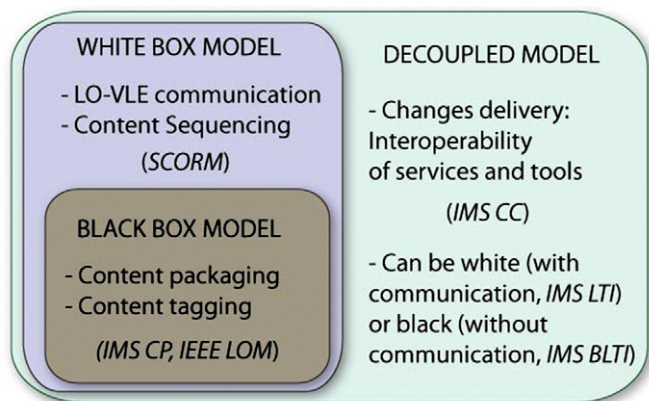 WHITE BOX MODEL
- LO-VLE communication
- Content Sequencing
(SCORM)
BLACK BOX MODEL
- Content packaging
- Content tagging
(IMS CP, IEEE LOM)
DECOUPLED MODEL
- Changes delivery:
Interoperability
of services and tools
(IMS CC)
- Can be white (with
communication, IMS LTI)
or black (without
communication, IMS BLTI)